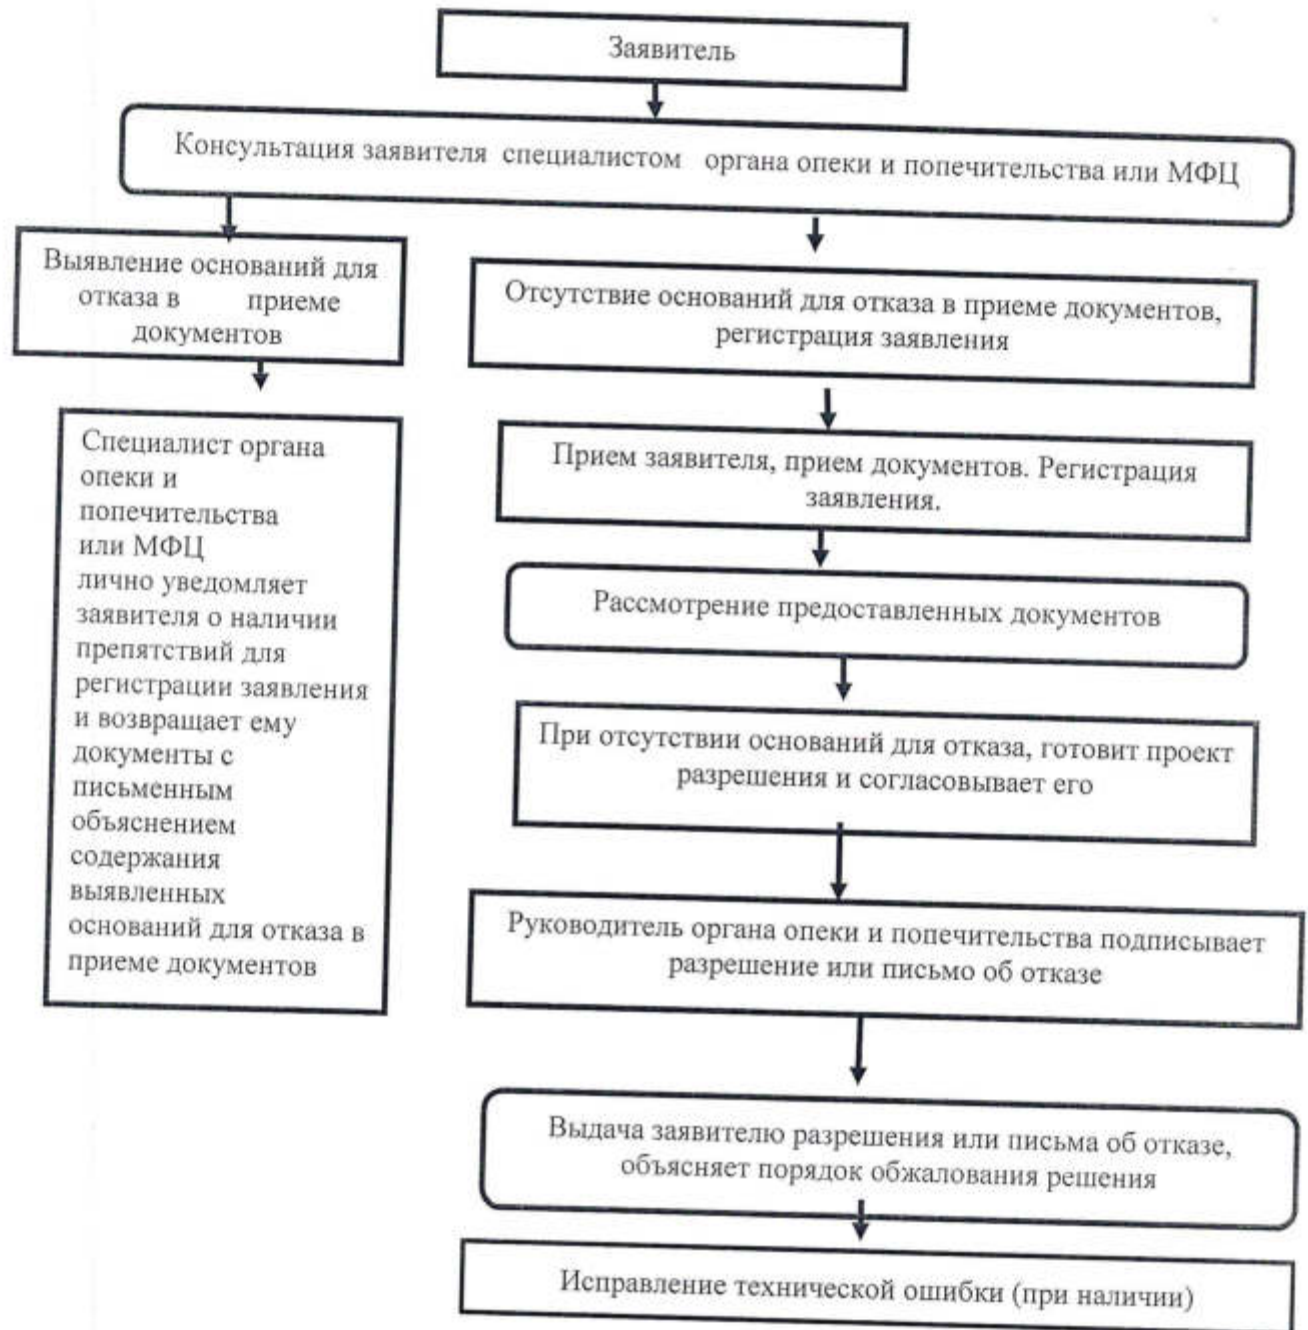 Заявитель
Консультация заявителя специалистом органа опеки и попечительства или МФЦ
Выявление оснований для
отказа в приеме
документов
Отсутствие оснований для отказа в приеме документов,
регистрация заявления
Специалист органа
опеки и
попечительства
или МФЦ
лично уведомляет
заявителя о наличии
препятствий для
регистрации заявления
и возвращает ему
документы с
письменным
объяснением
содержания
выявленных
оснований для отказа в
приеме документов
Прием заявителя, прием документов. Регистрация
заявления.
Рассмотрение предоставленных документов
При отсутствии оснований для отказа, готовит проект
разрешения и согласовывает его
Руководитель органа опеки и попечительства подписывает
разрешение или письмо об отказе
Выдача заявителю разрешения или письма об отказе,
объясняет порядок обжалования решения
Исправление технической ошибки (при наличии)